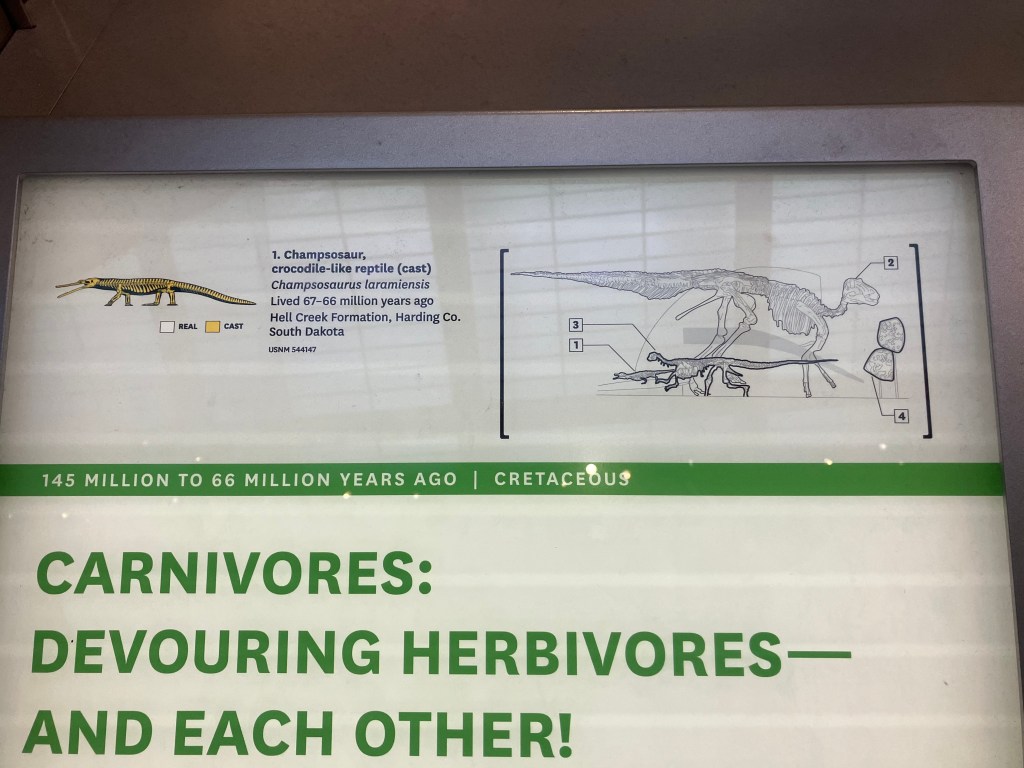 1. Champsosaur,
crocodile-like reptile (cast)
Champsosaurus laramiensis
Lived 67–66 million years ago
Hell Creek Formation, Harding Co.
South Dakota
USNM 544147
REAL CAST
2
3
1
4
145 MILLION TO 66 MILLION YEARS AGO | CRETACEOUS
CARNIVORES:
DEVOURING HERBIVORES—
AND EACH OTHER!